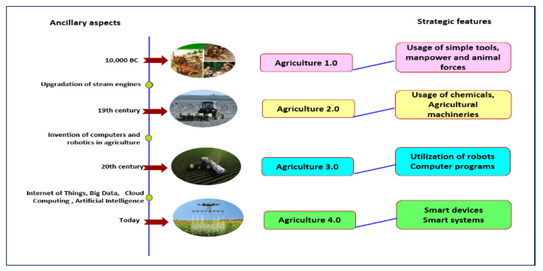 Ancillary aspects
Strategic features
10,000 BC
Agriculture 1.0
Usage of simple tools,
manpower and animal
forces
Upgradation of steam engines
19th century
Agriculture 2.0
Usage of chemicals,
Agricultural
machineries
Invention of computers and
robotics in agriculture
20th century
Agriculture 3.0
Utilization of robots
Computer programs
Internet of Things, Big Data, Cloud
Computing , Artificial Intelligence
Today
Agriculture 4.0
Smart devices
Smart systems